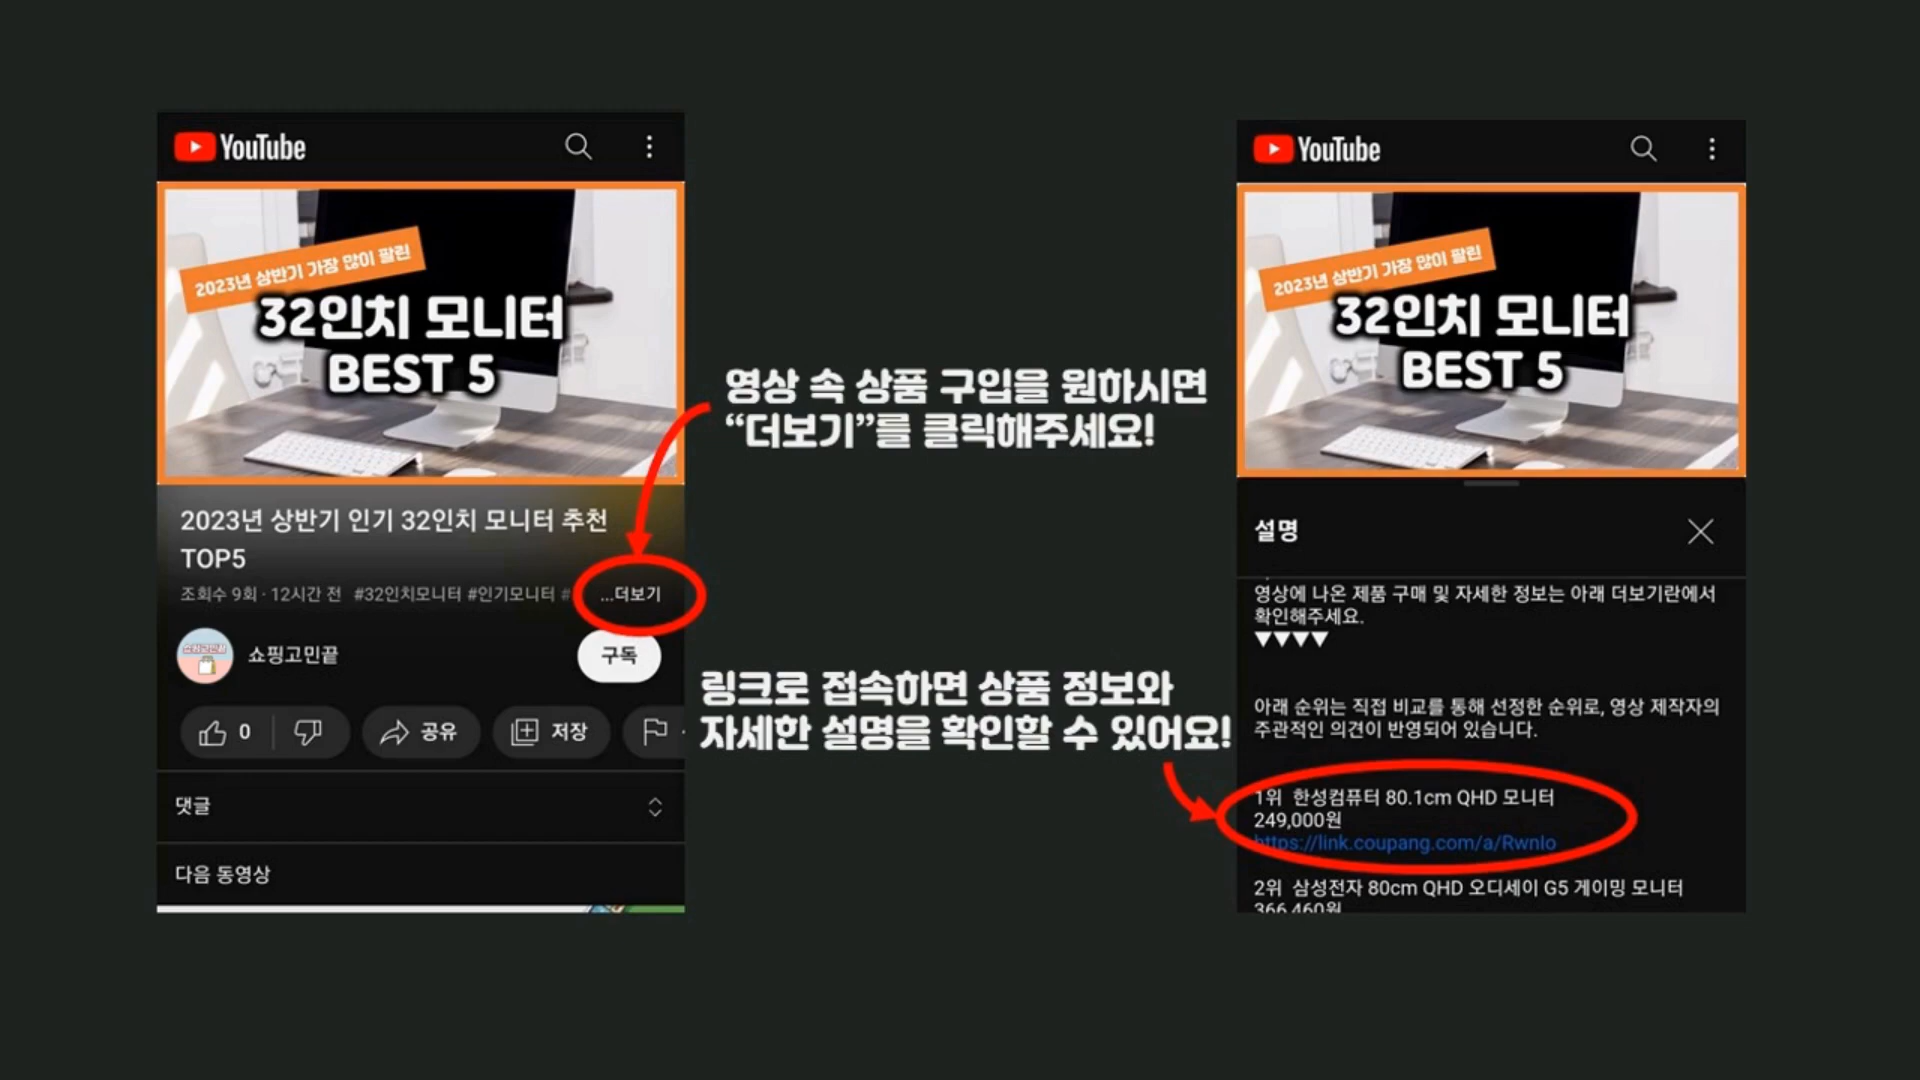 YouTube
2023년 상반기 가장 많이 팔린
32인치 모니터
BEST 5
2023년 상반기 인기 32인치 모니터 추천
TOP5
조회수 9회 · 12시간 전 #32인치모니터 #인기모니터 # ...더보기
쇼핑고민끝
쇼핑고민끝
구독
0
공유
저장
댓글
다음 동영상
영상 속 상품 구입을 원하시면
“더보기”를 클릭해주세요!
링크로 접속하면 상품 정보와
자세한 설명을 확인할 수 있어요!
YouTube
2023년 상반기 가장 많이 팔린
32인치 모니터
BEST 5
설명
영상에 나온 제품 구매 및 자세한 정보는 아래 더보기란에서
확인해주세요.
▼▼▼▼
아래 순위는 직접 비교를 통해 선정한 순위로, 영상 제작자의
주관적인 의견이 반영되어 있습니다.
1위 한성컴퓨터 80.1cm QHD 모니터
249,000원
https://link.coupang.com/a/Rwnlo
2위 삼성전자 80cm QHD 오디세이 G5 게이밍 모니터
366,460원